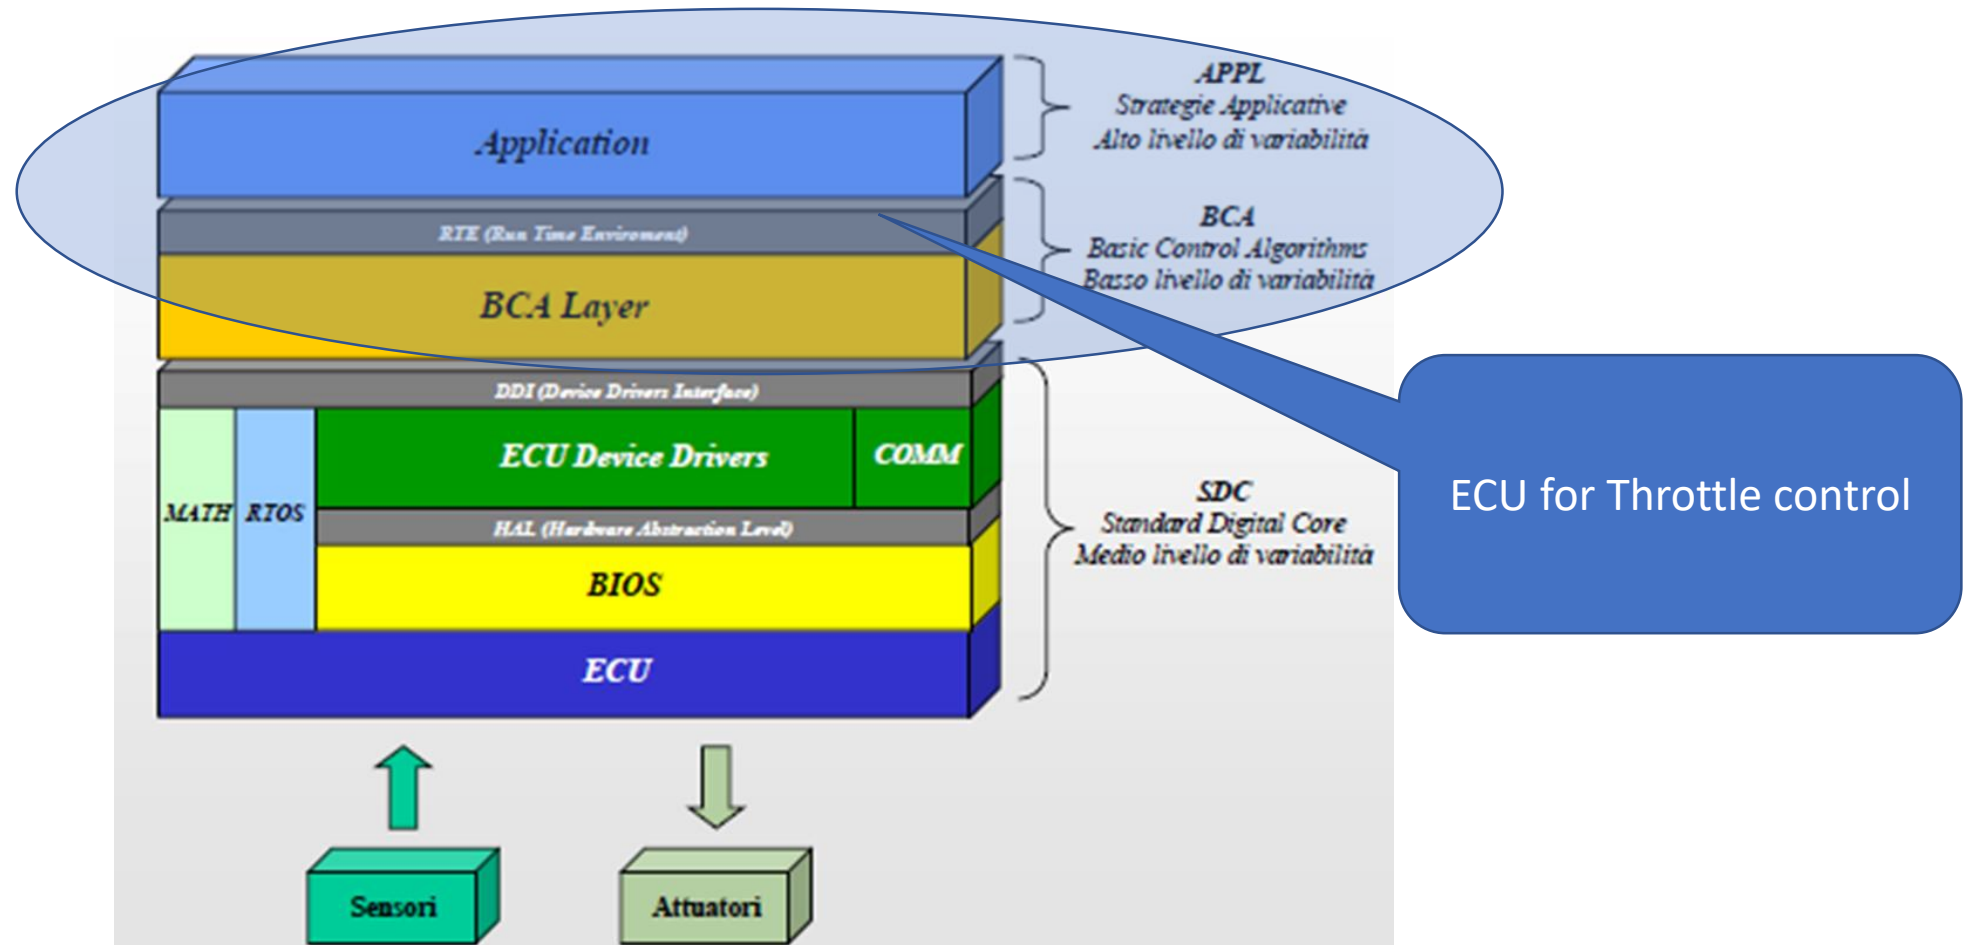 Application
APPL
Strategie Applicative
Alto livello di variabilità
RTE (Run Time Enviroment)
BCA Layer
BCA
Basic Control Algorithms
Basso livello di variabilità
DDI (Device Drivers Interface)
MATH
RTOS
ECU Device Drivers
COMM
HAL (Hardware Abstraction Level)
BIOS
ECU
SDC
Standard Digital Core
Medio livello di variabilità
ECU for Throttle control
Sensori
Attuatori